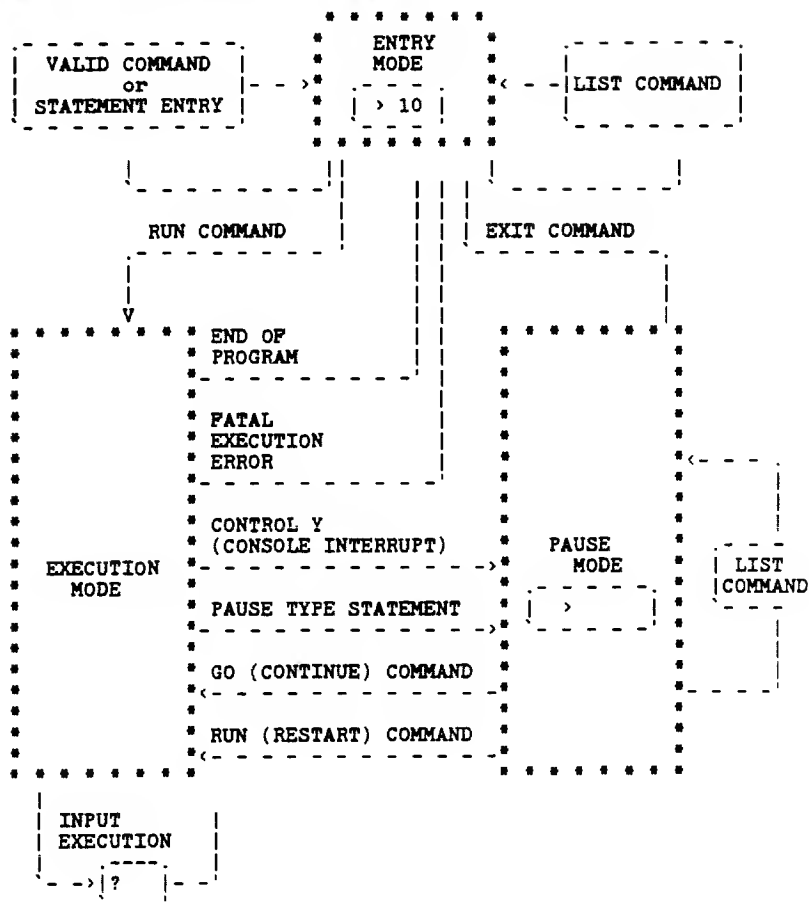 ENTRY
MODE
> 10
VALID COMMAND
or
STATEMENT ENTRY
LIST COMMAND
RUN COMMAND
EXIT COMMAND
END OF
PROGRAM
FATAL
EXECUTION
ERROR
CONTROL Y
(CONSOLE INTERRUPT)
EXECUTION
MODE
PAUSE
MODE
>
LIST
COMMAND
PAUSE TYPE STATEMENT
GO (CONTINUE) COMMAND
RUN (RESTART) COMMAND
INPUT
EXECUTION
?